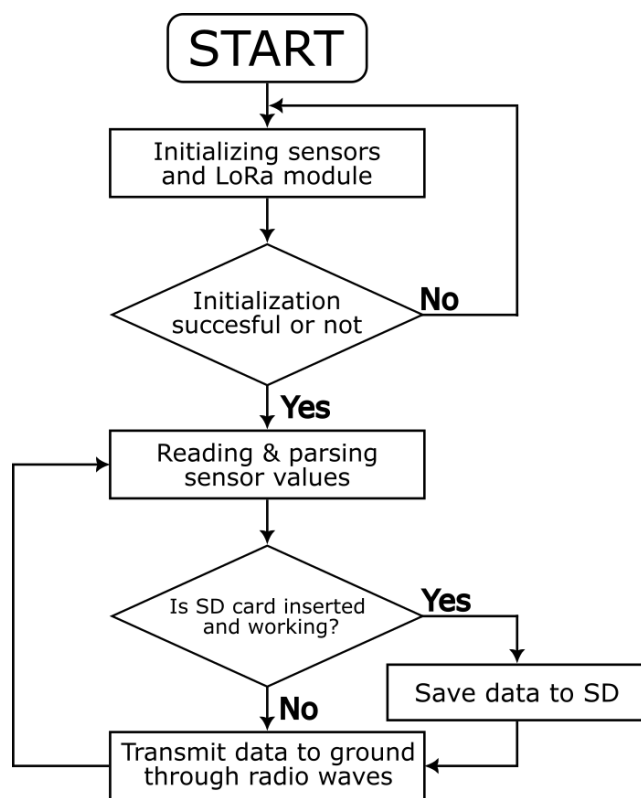 START
Initializing sensors
and LoRa module
Initialization
succesful or not
No
Yes
Reading & parsing
sensor values
Is SD card inserted
and working?
Yes
Save data to SD
No
Transmit data to ground
through radio waves